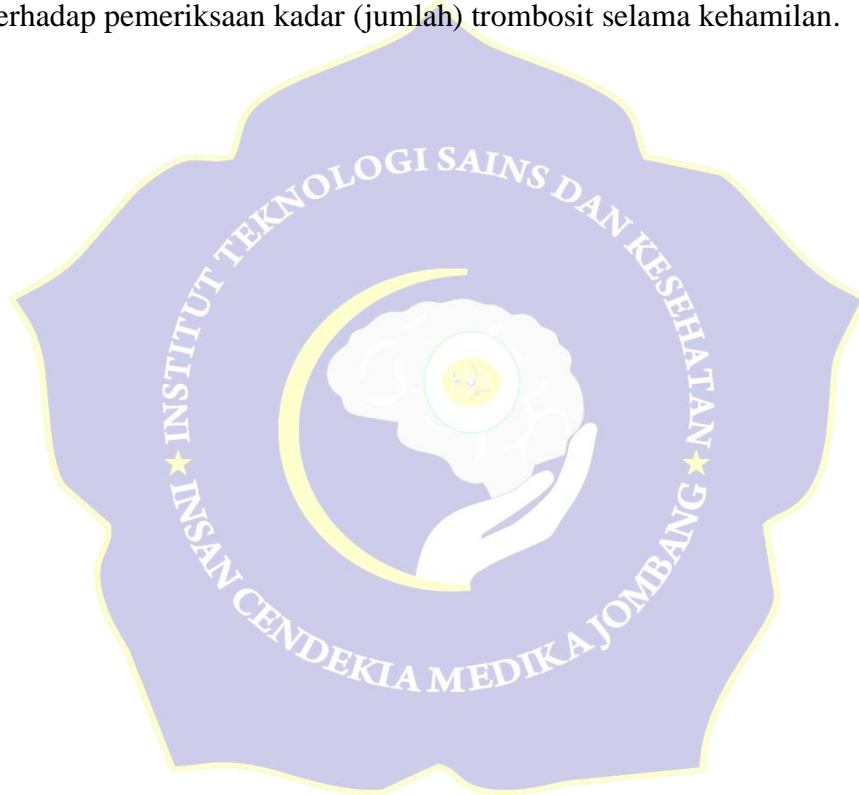 erhadap pemeriksaan kadar (jumlah) trombosit selama kehamilan.
INSTITUT TEKNOLOGI SAINS DAN KESEHATAN
★ INSAN CENDEKIA MEDIKA JOMBANG ★